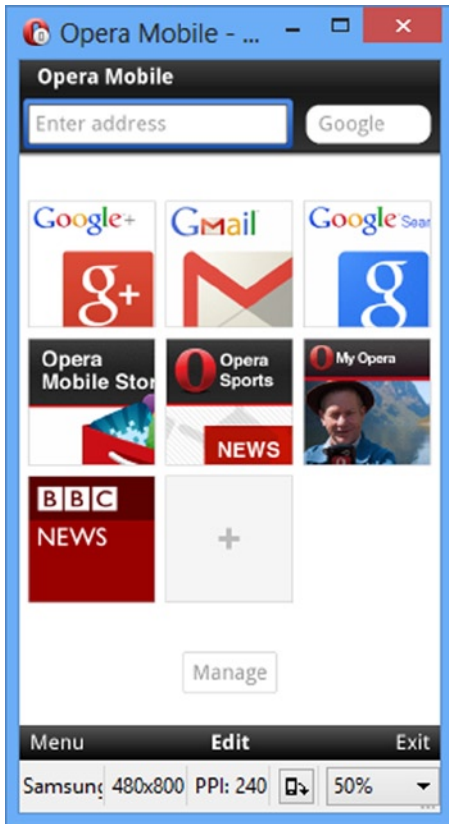 Opera Mobile - ...
Opera Mobile
Enter address
Google
Google+
g+
GMail
Google Sear
g
Opera
Mobile Stor
Opera
Sports
NEWS
My Opera
BBC
NEWS
+
Manage
Menu Edit Exit
Samsung 480x800 PPI: 240 50%